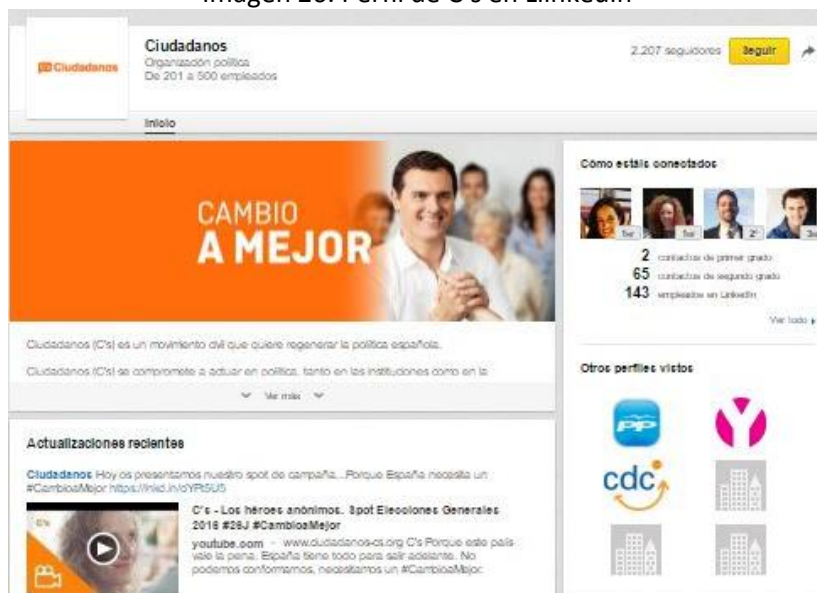 Imagen 20. Perfil de C's en Linkedin
Ciudadanos
Organización política
De 201 a 500 empleados
2.207 seguidores
Seguir
C's Ciudadanos
Inicio
CAMBIO
A MEJOR
Ciudadanos (C's) es un movimiento civil que quiere regenerar la política española.
Ciudadanos (C's) se compromete a actuar en política, tanto en las instituciones como en la
Ver más
Actualizaciones recientes
Ciudadanos Hoy os presentamos nuestro spot de campaña...Porque España necesita un
#CambioaMejor https://lnkd.in/dYRtSU5
C's
C's - Los héroes anónimos. Spot Elecciones Generales
2016 #26J #CambioaMejor
youtube.com - www.ciudadanos-cs.org C's Porque este país
vale la pena. España tiene todo para salir adelante. No
podemos conformarnos, necesitamos un #CambioaMejor.
Cómo estáis conectados
1er 1er 2º 3er
2 contactos de primer grado
65 contactos de segundo grado
143 empleados en LinkedIn
Ver todo
Otros perfiles vistos
PP
Y
cdc